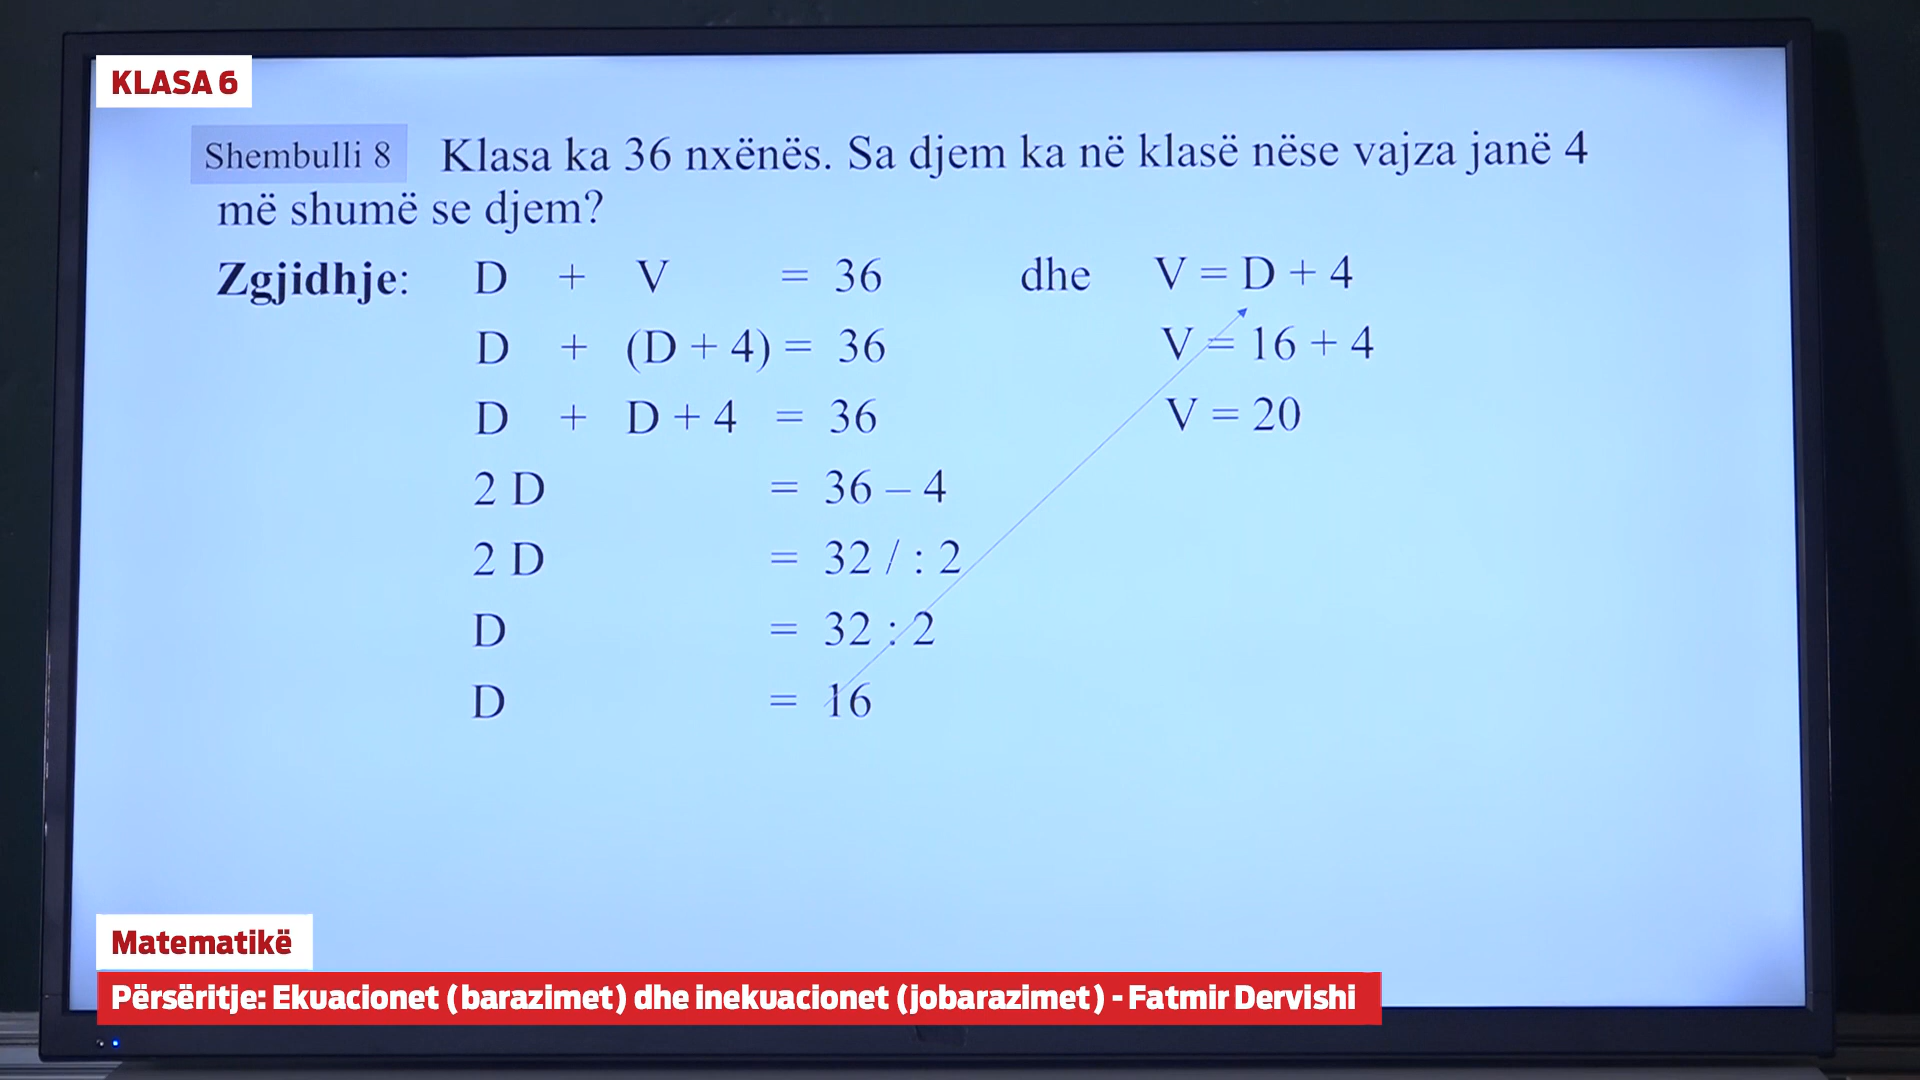 KLASA 6
Shembulli 8 Klasa ka 36 nxënës. Sa djem ka në klasë nëse vajza janë 4
më shumë se djem?
Zgjidhje: D + V = 36 dhe V = D + 4
D + (D + 4) = 36 V = 16 + 4
D + D + 4 = 36 V = 20
2 D = 36 – 4
2 D = 32 / : 2
D = 32 : 2
D = 16
Matematikë
Përsëritje: Ekuacionet (barazimet) dhe inekuacionet (jobarazimet) - Fatmir Dervishi